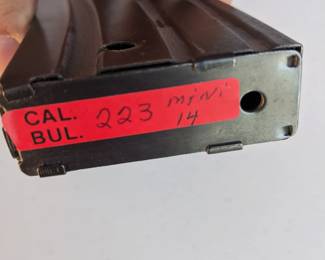 CAL. 223 mini
BUL. 14